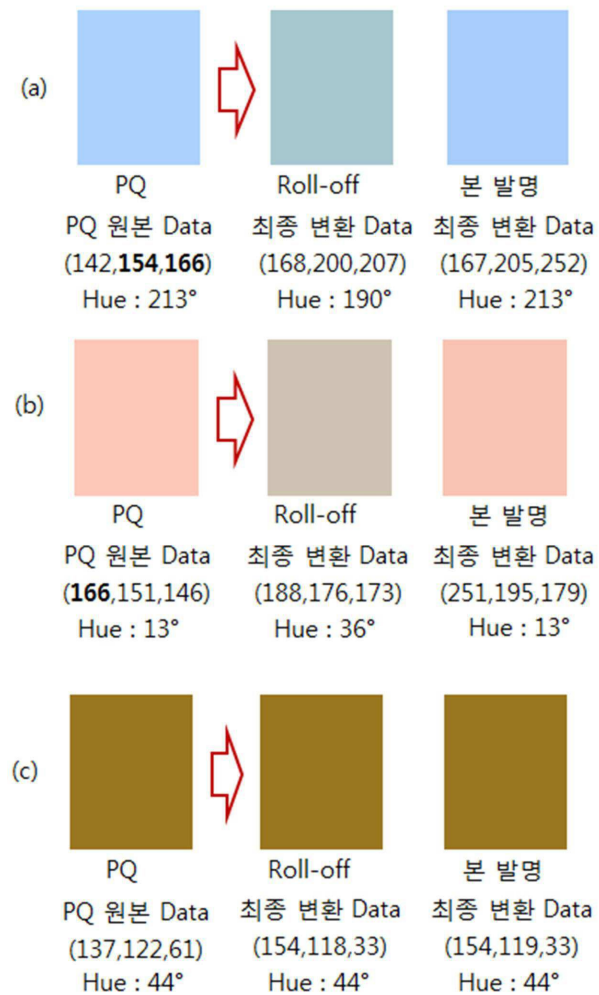 (a)
PQ Roll-off 본 발명
PQ 원본 Data 최종 변환 Data 최종 변환 Data
(142,154,166) (168,200,207) (167,205,252)
Hue : 213° Hue : 190° Hue : 213°
(b)
PQ Roll-off 본 발명
PQ 원본 Data 최종 변환 Data 최종 변환 Data
(166,151,146) (188,176,173) (251,195,179)
Hue : 13° Hue : 36° Hue : 13°
(c)
PQ Roll-off 본 발명
PQ 원본 Data 최종 변환 Data 최종 변환 Data
(137,122,61) (154,118,33) (154,119,33)
Hue : 44° Hue : 44° Hue : 44°